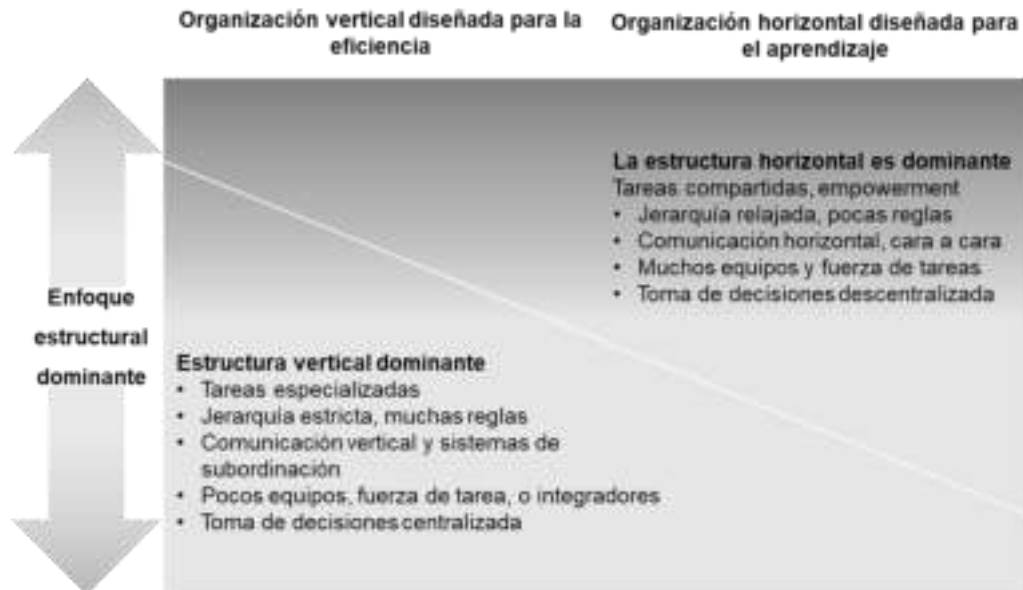 Organización vertical diseñada para la
eficiencia
Organización horizontal diseñada para
el aprendizaje
La estructura horizontal es dominante
Tareas compartidas, empowerment
• Jerarquía relajada, pocas reglas
• Comunicación horizontal, cara a cara
• Muchos equipos y fuerza de tareas
• Toma de decisiones descentralizada
Enfoque
estructural
dominante
Estructura vertical dominante
• Tareas especializadas
• Jerarquía estricta, muchas reglas
• Comunicación vertical y sistemas de
subordinación
• Pocos equipos, fuerza de tarea, o integradores
• Toma de decisiones centralizada